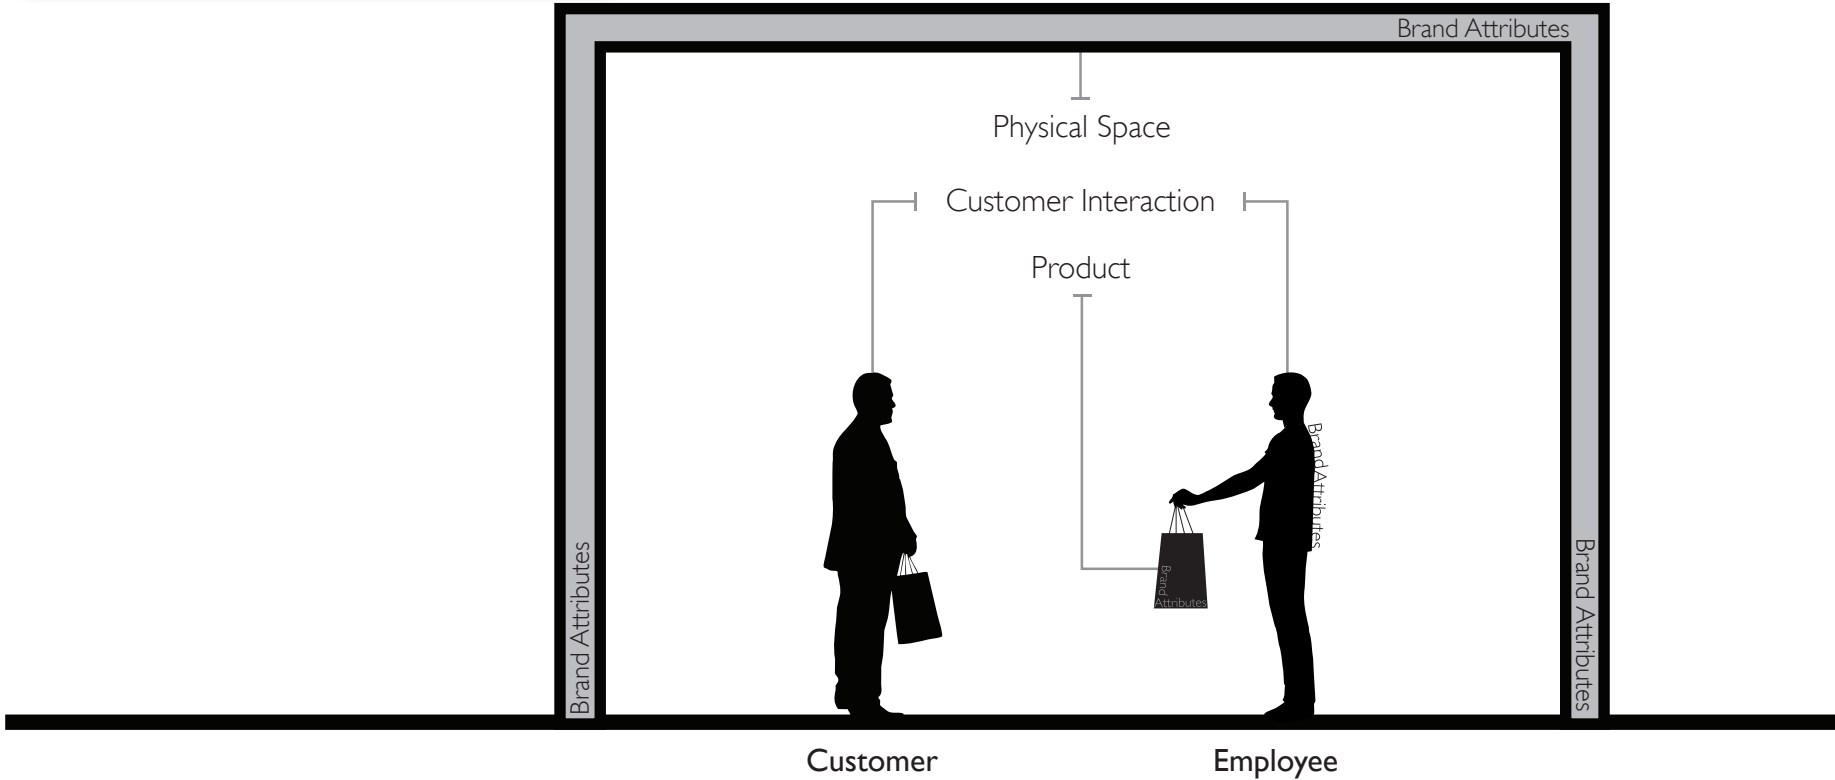 Brand Attributes
Physical Space
Customer Interaction
Product
Brand Attributes
Brand
Attributes
Brand Attributes
Brand Attributes
Customer
Employee